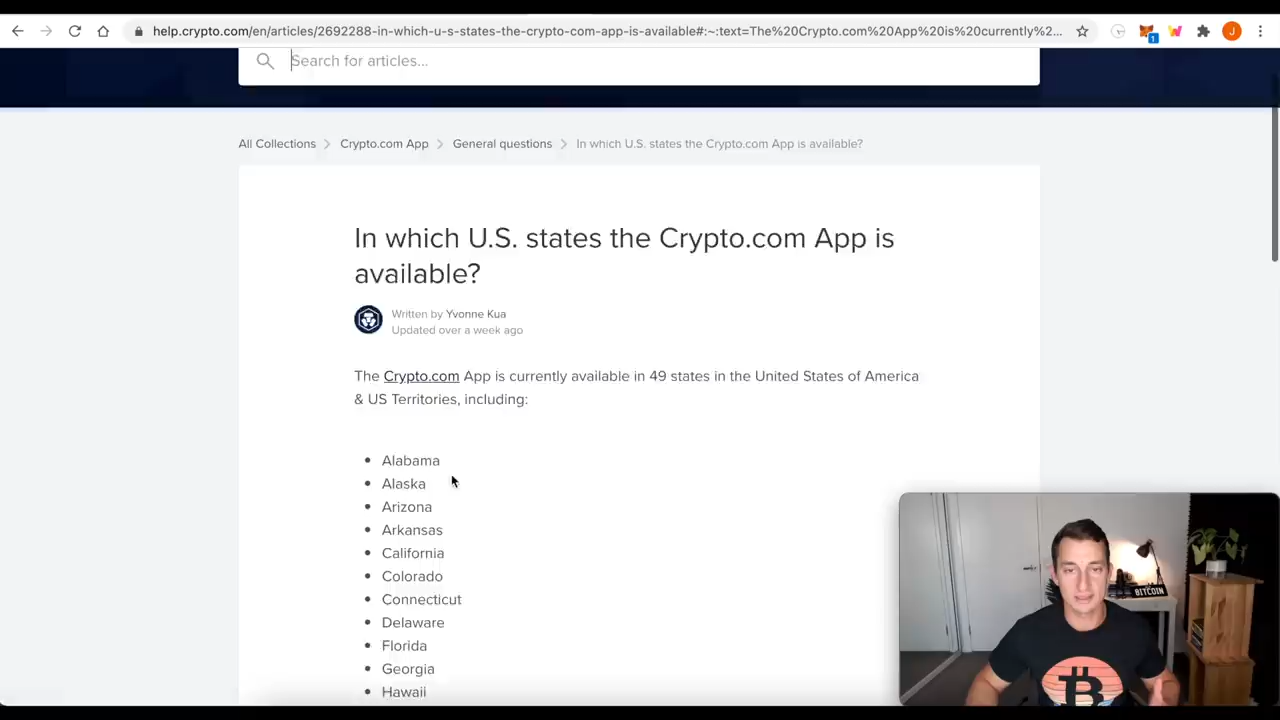 help.crypto.com/en/articles/2692288-in-which-u-s-states-the-crypto-com-app-is-available#:~:text=The%20Crypto.com%20App%20is%20currently%2...
J
1
Search for articles...
All Collections > Crypto.com App > General questions > In which U.S. states the Crypto.com App is available?
In which U.S. states the Crypto.com App is
available?
Written by Yvonne Kua
Updated over a week ago
The Crypto.com App is currently available in 49 states in the United States of America
& US Territories, including:
• Alabama
• Alaska
• Arizona
• Arkansas
• California
• Colorado
• Connecticut
• Delaware
• Florida
• Georgia
• Hawaii
BITCOIN